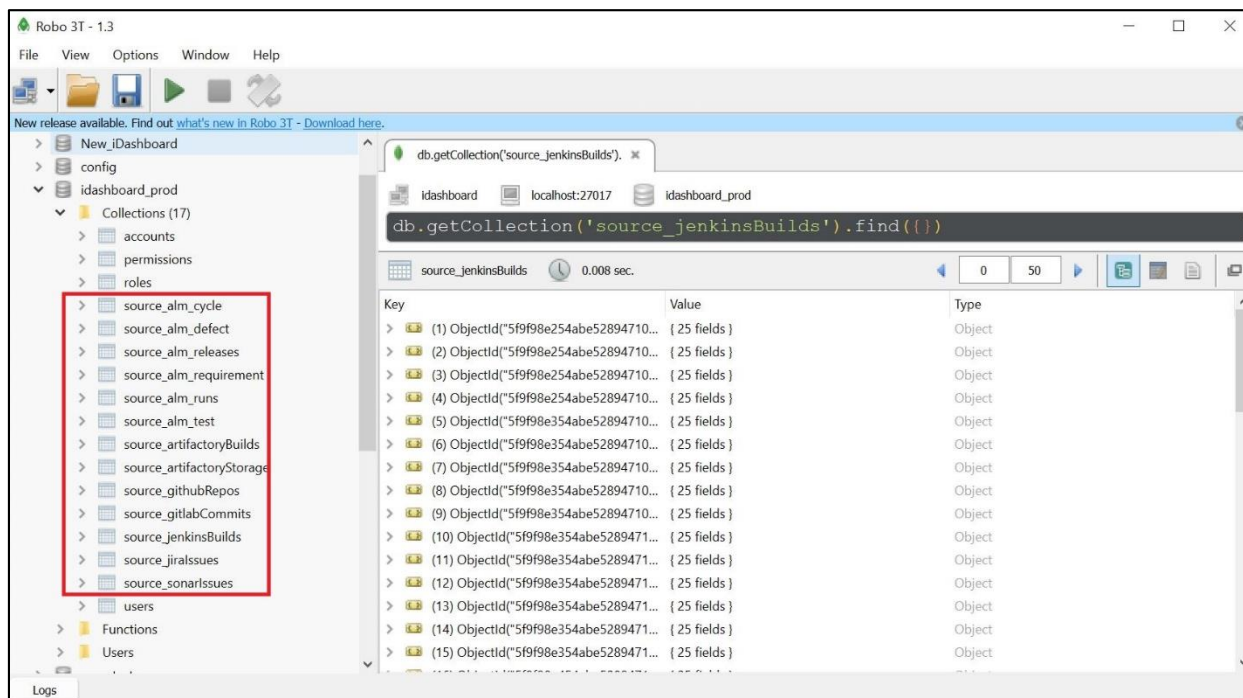 Robo 3T - 1.3
File View Options Window Help
New release available. Find out what's new in Robo 3T - Download here.
New_iDashboard
config
idashboard_prod
Collections (17)
accounts
permissions
roles
source_alm_cycle
source_alm_defect
source_alm_releases
source_alm_requirement
source_alm_runs
source_alm_test
source_artifactoryBuilds
source_artifactoryStorage
source_githubRepos
source_gitlabCommits
source_jenkinsBuilds
source_jiraIssues
source_sonarIssues
users
Functions
Users
Logs
db.getCollection('source_jenkinsBuilds').
idashboard localhost:27017 idashboard_prod
db.getCollection('source_jenkinsBuilds').find({})
source_jenkinsBuilds 0.008 sec. 0 50
Key Value Type
(1) ObjectId("5f9f98e254abe52894710... { 25 fields } Object
(2) ObjectId("5f9f98e254abe52894710... { 25 fields } Object
(3) ObjectId("5f9f98e254abe52894710... { 25 fields } Object
(4) ObjectId("5f9f98e254abe52894710... { 25 fields } Object
(5) ObjectId("5f9f98e354abe52894710... { 25 fields } Object
(6) ObjectId("5f9f98e354abe52894710... { 25 fields } Object
(7) ObjectId("5f9f98e354abe52894710... { 25 fields } Object
(8) ObjectId("5f9f98e354abe52894710... { 25 fields } Object
(9) ObjectId("5f9f98e354abe52894710... { 25 fields } Object
(10) ObjectId("5f9f98e354abe5289471... { 25 fields } Object
(11) ObjectId("5f9f98e354abe5289471... { 25 fields } Object
(12) ObjectId("5f9f98e354abe5289471... { 25 fields } Object
(13) ObjectId("5f9f98e354abe5289471... { 25 fields } Object
(14) ObjectId("5f9f98e354abe5289471... { 25 fields } Object
(15) ObjectId("5f9f98e354abe5289471... { 25 fields } Object